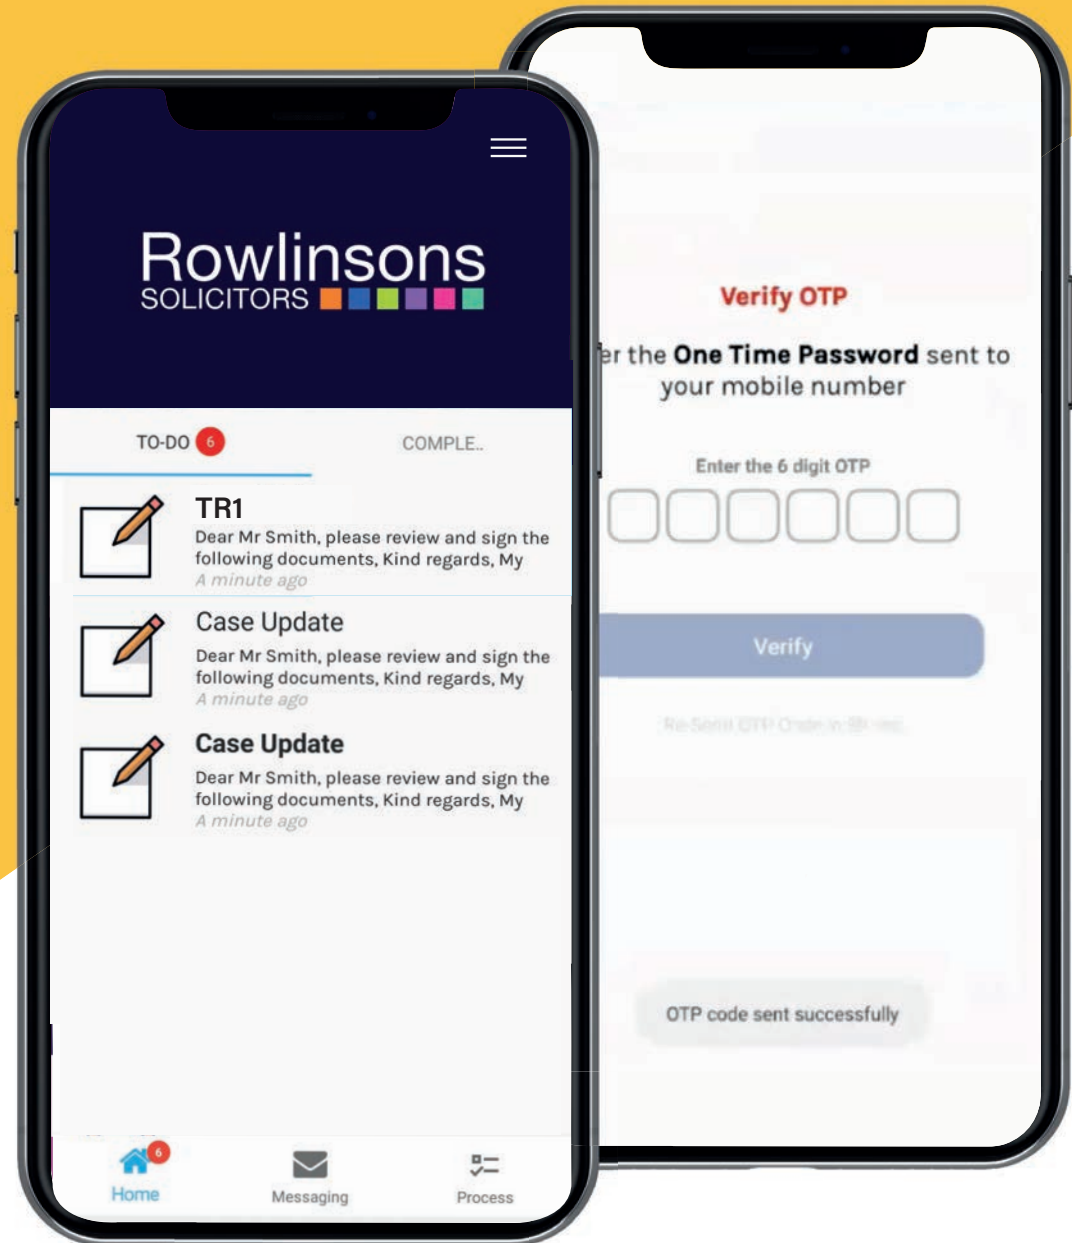 Rowlinsons
SOLICITORS
TO-DO 6
COMPLE..
TR1
Dear Mr Smith, please review and sign the
following documents, Kind regards, My
A minute ago
Case Update
Dear Mr Smith, please review and sign the
following documents, Kind regards, My
A minute ago
Case Update
Dear Mr Smith, please review and sign the
following documents, Kind regards, My
A minute ago
6
Home
Messaging
Process
Verify OTP
er the One Time Password sent to
your mobile number
Enter the 6 digit OTP
Verify
OTP code sent successfully